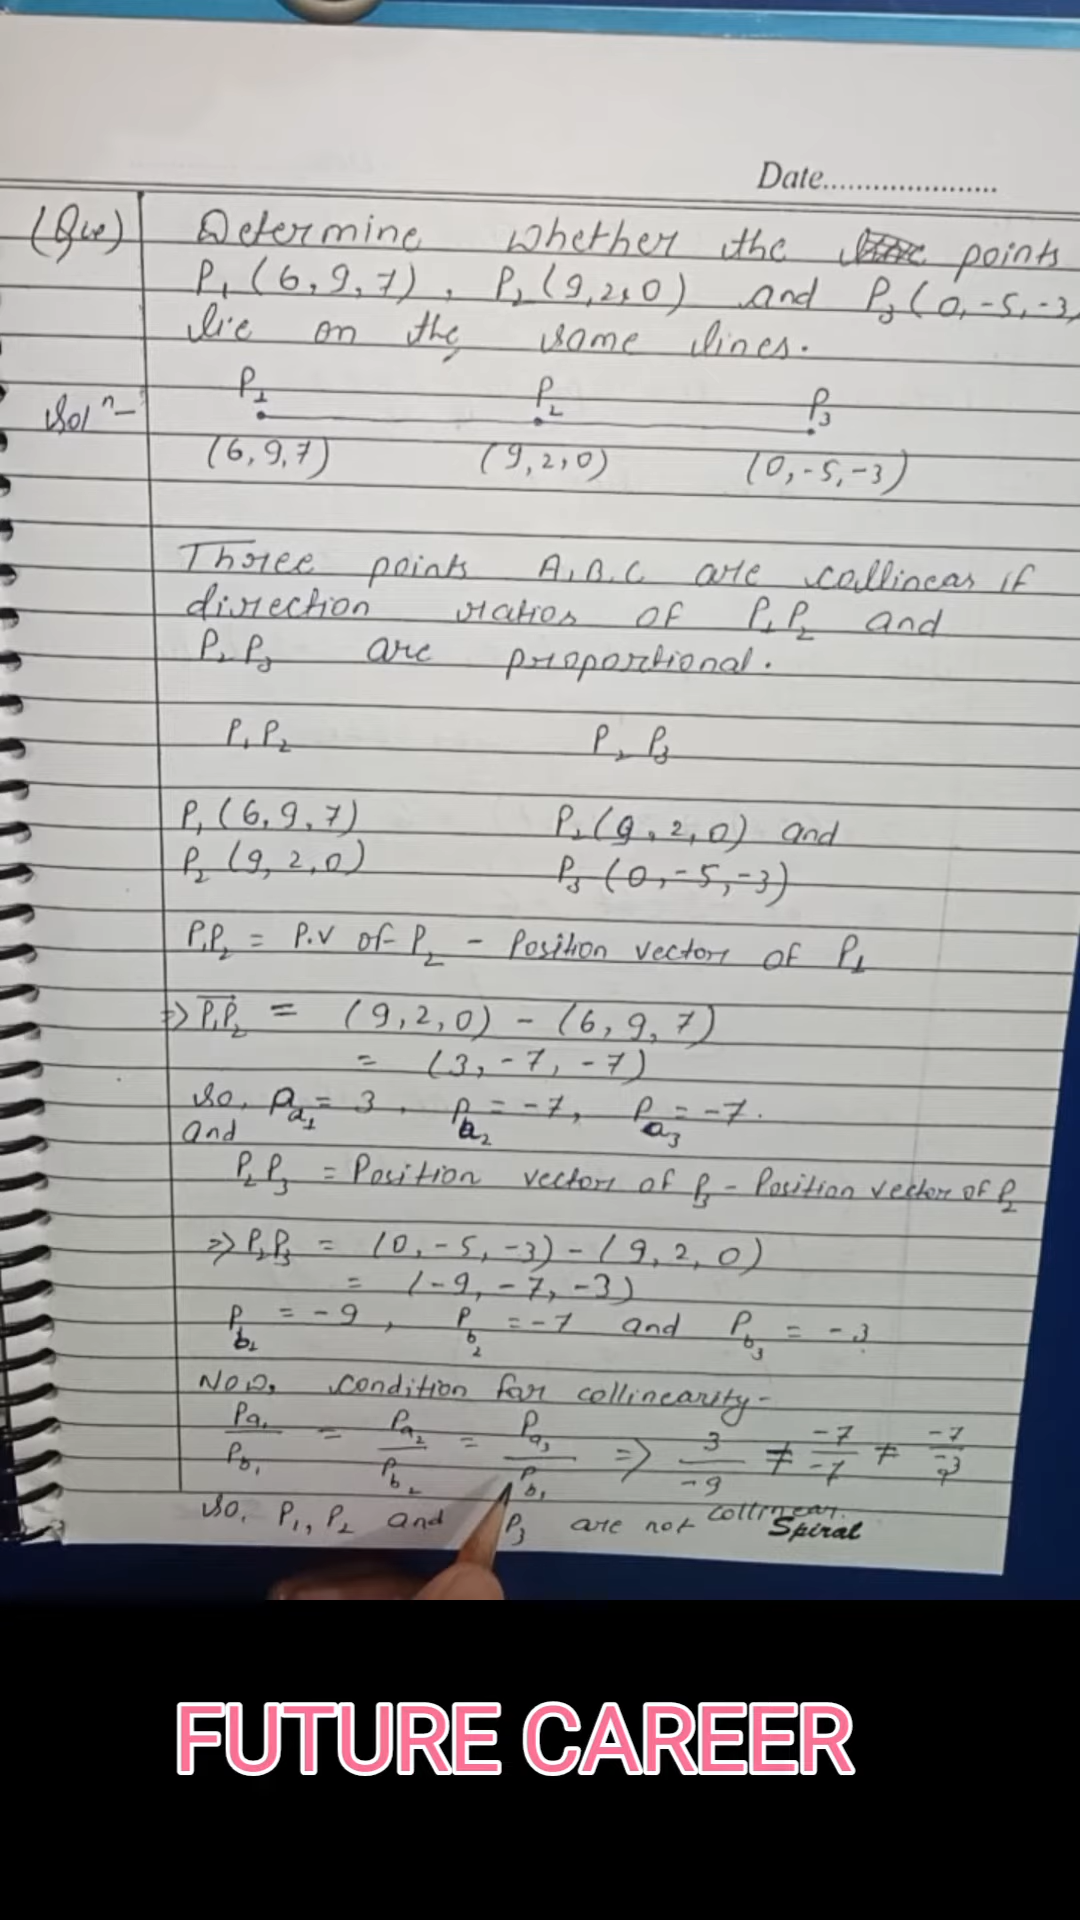 Date......................
(Que) Determine whether the points
P₁ (6, 9, 7), P₂ (9, 2, 0) and P₃ (0, -5, -3)
lie on the same lines.
Solⁿ- P₁ P₂ P₃
(6, 9, 7) (9, 2, 0) (0, -5, -3)
Three points A, B, C are collinear if
direction ratios of P₁P₂ and
P₂P₃ are proportional.
P₁P₂ P₂P₃
P₁ (6, 9, 7) P₂ (9, 2, 0) and
P₂ (9, 2, 0) P₃ (0, -5, -3)
P₁P₂ = P.V of P₂ - Position vector of P₁
=> P₁P₂ = (9, 2, 0) - (6, 9, 7)
= (3, -7, -7)
so, Pa₁ = 3, Pa₂ = -7, Pa₃ = -7.
and
P₂P₃ = Position vector of P₃ - Position vector of P₂
=> P₂P₃ = (0, -5, -3) - (9, 2, 0)
= (-9, -7, -3)
Pb₁ = -9, Pb₂ = -7 and Pb₃ = -3
Now, condition for collinearity-
Pa₁/Pb₁ = Pa₂/Pb₂ = Pa₃/Pb₁ => 3/-9 ≠ -7/-7 ≠ -7/-3
so, P₁, P₂ and P₃ are not collinear.
Spiral
FUTURE CAREER